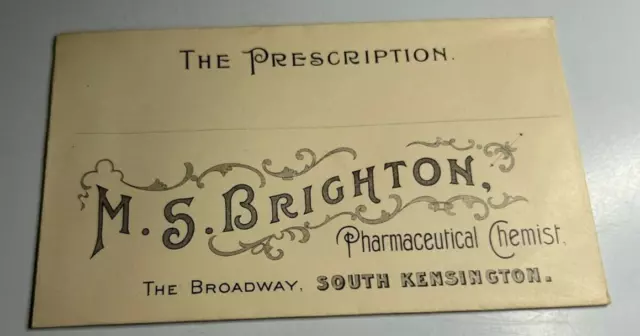 THE PRESCRIPTION.
M. S. BRIGHTON,
Pharmaceutical Chemist.
THE BROADWAY, SOUTH KENSINGTON.